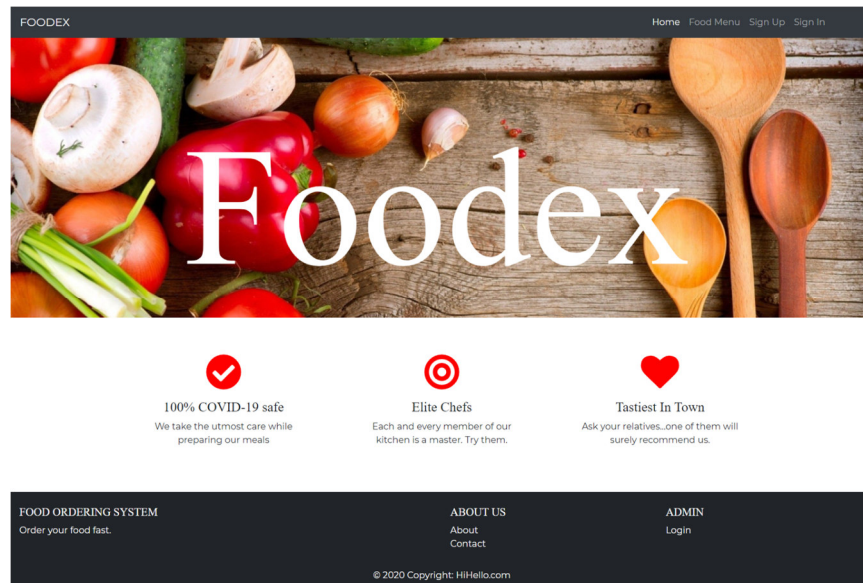 FOODEX
Home Food Menu Sign Up Sign In
Foodex
100% COVID-19 safe
We take the utmost care while
preparing our meals
Elite Chefs
Each and every member of our
kitchen is a master. Try them.
Tastiest In Town
Ask your relatives...one of them will
surely recommend us.
FOOD ORDERING SYSTEM
Order your food fast.
ABOUT US
About
Contact
ADMIN
Login
© 2020 Copyright: HiHello.com